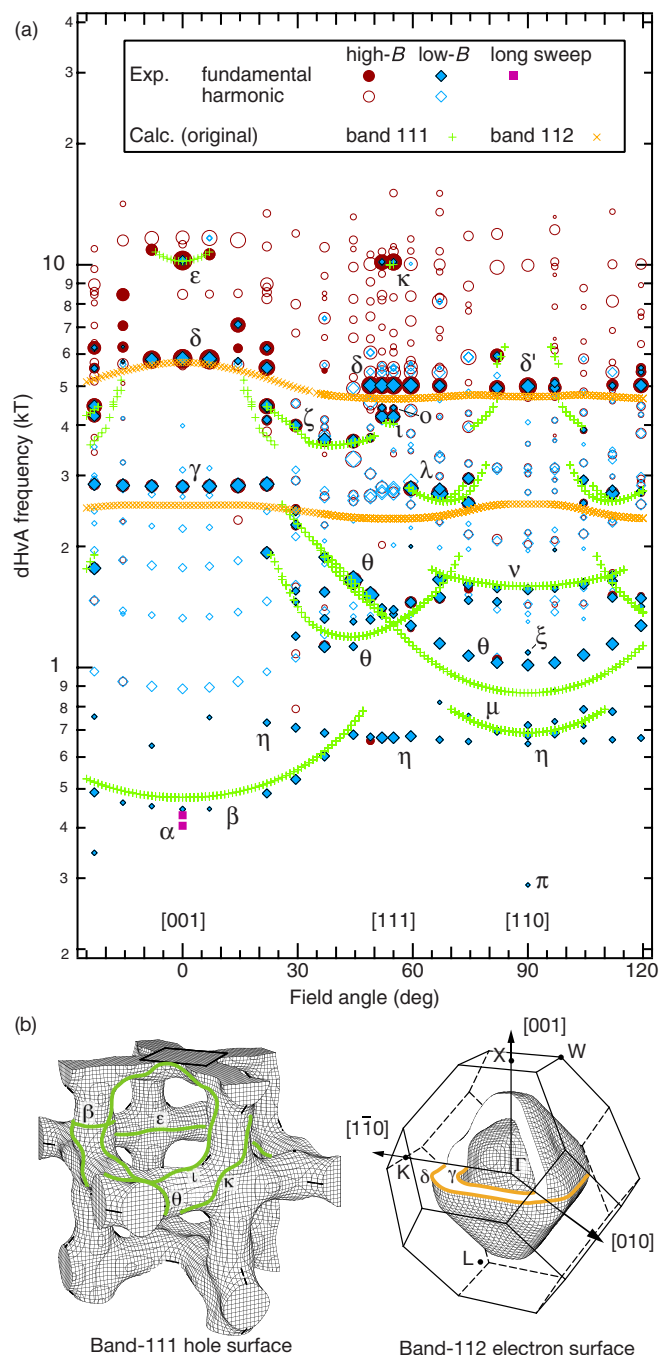 (a)
high-B low-B long sweep
Exp. fundamental
harmonic
Calc. (original) band 111 band 112
4
3
2
10
9
8
7
6
5
4
3
2
1
9
8
7
6
5
4
3
2
dHvA frequency (kT)
ε
κ
δ
δ
δ'
ο
ζ
ι
γ
λ
θ
ν
ξ
θ
θ
μ
η
η
η
α
β
π
[001] [111] [110]
0 30 60 90 120
Field angle (deg)
(b)
[001]
X
W
β
ε
[11̄0]
K
δ
γ
Γ
ι
κ
θ
[010]
L
Band-111 hole surface
Band-112 electron surface